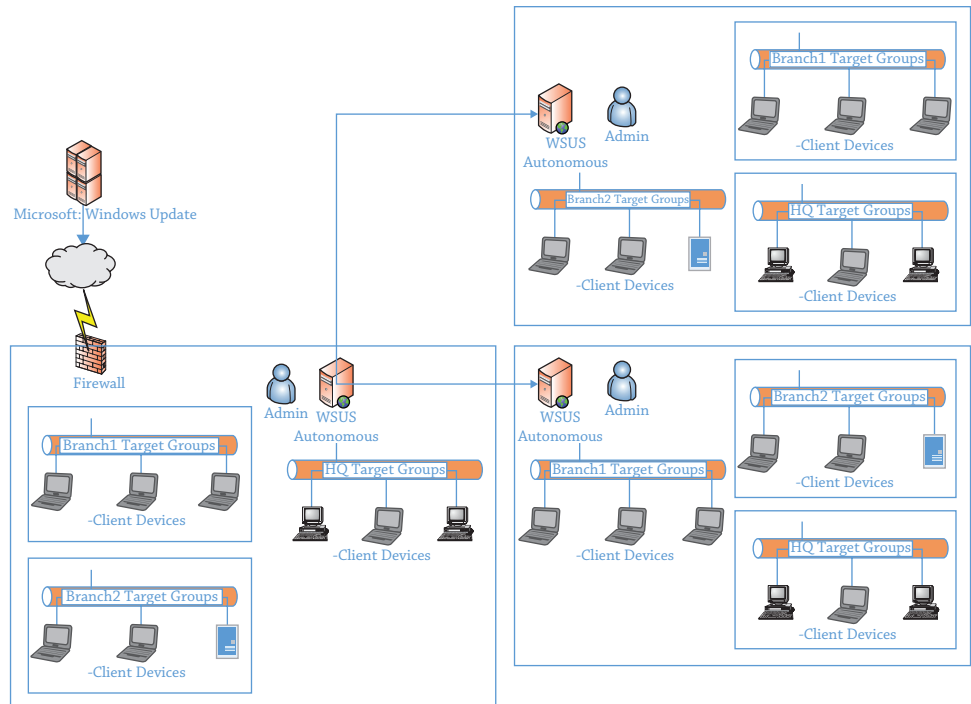 Microsoft: Windows Update
Firewall
Admin
WSUS
Autonomous
Branch1 Target Groups
-Client Devices
HQ Target Groups
-Client Devices
Branch2 Target Groups
-Client Devices
WSUS
Autonomous
Admin
Branch2 Target Groups
-Client Devices
Branch1 Target Groups
-Client Devices
HQ Target Groups
-Client Devices
WSUS
Autonomous
Admin
Branch1 Target Groups
-Client Devices
Branch2 Target Groups
-Client Devices
HQ Target Groups
-Client Devices